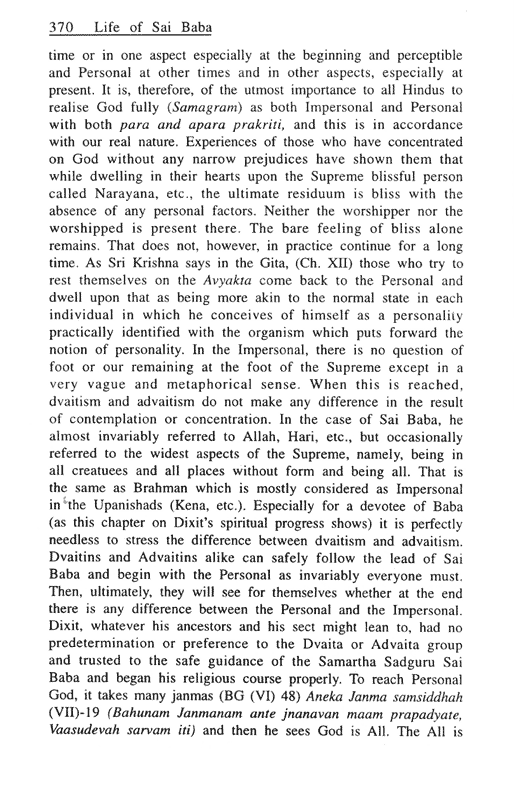 370 Life of Sai Baba
time or in one aspect especially at the beginning and perceptible
and Personal at other times and in other aspects, especially at
present. It is, therefore, of the utmost importance to all Hindus to
realise God fully (Samagram) as both Impersonal and Personal
with both para and apara prakriti, and this is in accordance
with our real nature. Experiences of those who have concentrated
on God without any narrow prejudices have shown them that
while dwelling in their hearts upon the Supreme blissful person
called Narayana, etc., the ultimate residuum is bliss with the
absence of any personal factors. Neither the worshipper nor the
worshipped is present there. The bare feeling of bliss alone
remains. That does not, however, in practice continue for a long
time. As Sri Krishna says in the Gita, (Ch. XII) those who try to
rest themselves on the Avyakta come back to the Personal and
dwell upon that as being more akin to the normal state in each
individual in which he conceives of himself as a personality
practically identified with the organism which puts forward the
notion of personality. In the Impersonal, there is no question of
foot or our remaining at the foot of the Supreme except in a
very vague and metaphorical sense. When this is reached,
dvaitism and advaitism do not make any difference in the result
of contemplation or concentration. In the case of Sai Baba, he
almost invariably referred to Allah, Hari, etc., but occasionally
referred to the widest aspects of the Supreme, namely, being in
all creatuees and all places without form and being all. That is
the same as Brahman which is mostly considered as Impersonal
in the Upanishads (Kena, etc.). Especially for a devotee of Baba
(as this chapter on Dixit's spiritual progress shows) it is perfectly
needless to stress the difference between dvaitism and advaitism.
Dvaitins and Advaitins alike can safely follow the lead of Sai
Baba and begin with the Personal as invariably everyone must.
Then, ultimately, they will see for themselves whether at the end
there is any difference between the Personal and the Impersonal.
Dixit, whatever his ancestors and his sect might lean to, had no
predetermination or preference to the Dvaita or Advaita group
and trusted to the safe guidance of the Samartha Sadguru Sai
Baba and began his religious course properly. To reach Personal
God, it takes many janmas (BG (VI) 48) Aneka Janma samsiddhah
(VII)-19 (Bahunam Janmanam ante jnanavan maam prapadyate,
Vaasudevah sarvam iti) and then he sees God is All. The All is